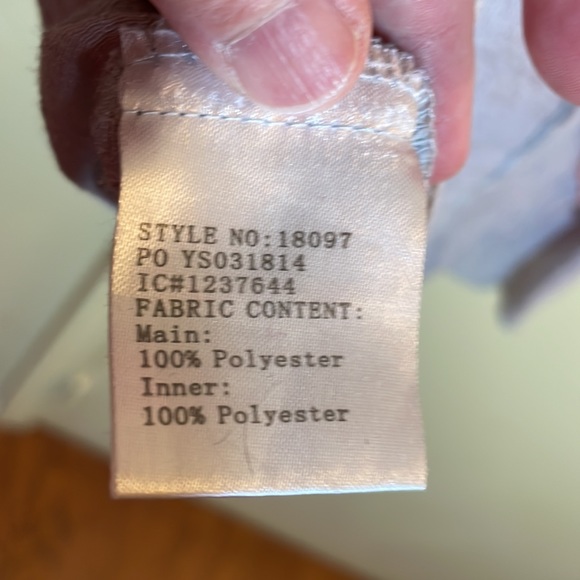 STYLE NO:18097
PO YS031814
IC#1237644
FABRIC CONTENT:
Main:
100% Polyester
Inner:
100% Polyester